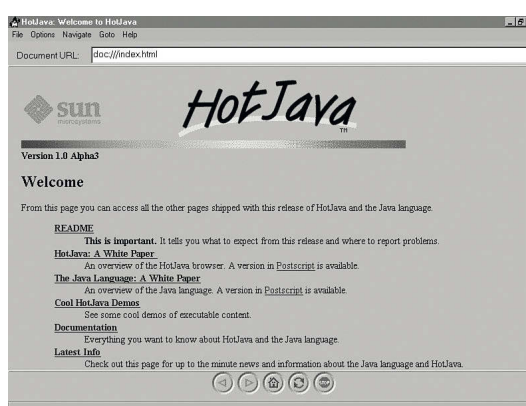 HotJava: Welcome to HotJava
File Options Navigate Goto Help
Document URL: doc:///index.html
Sun
microsystems
HotJava
TM
Version 1.0 Alpha3
Welcome
From this page you can access all the other pages shipped with this release of HotJava and the Java language.
README
This is important. It tells you what to expect from this release and where to report problems.
HotJava: A White Paper
An overview of the HotJava browser. A version in Postscript is available.
The Java Language: A White Paper
An overview of the Java language. A version in Postscript is available.
Cool HotJava Demos
See some cool demos of executable content.
Documentation
Everything you want to know about HotJava and the Java language.
Latest Info
Check out this page for up to the minute news and information about the Java language and HotJava.